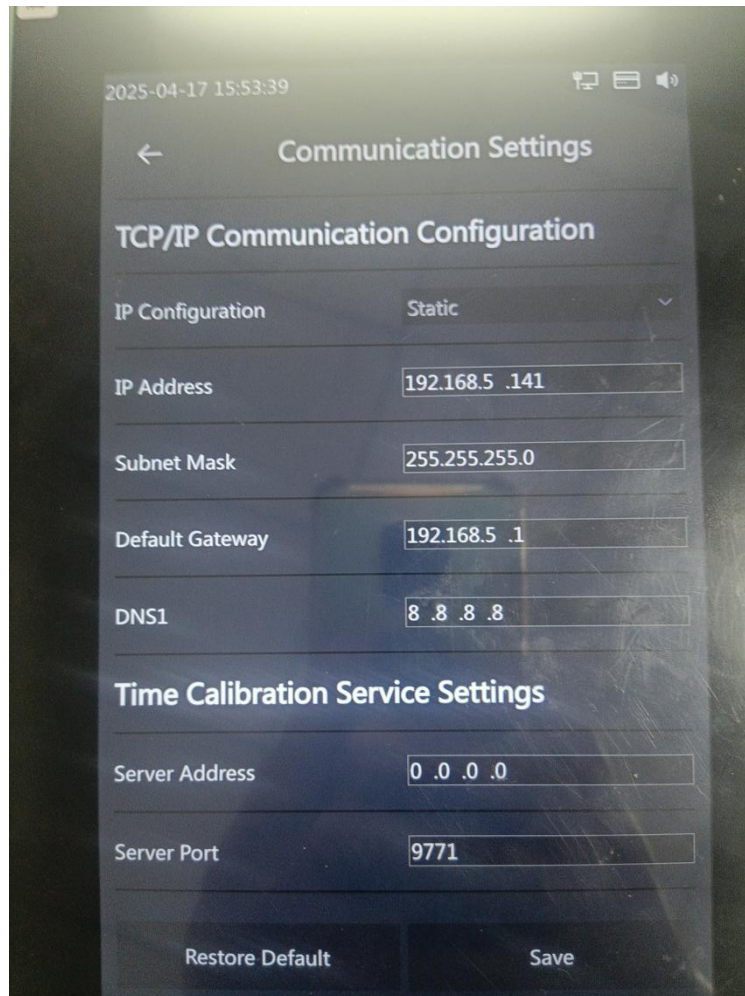 2025-04-17 15:53:39
Communication Settings
TCP/IP Communication Configuration
IP Configuration Static
IP Address 192.168.5 .141
Subnet Mask 255.255.255.0
Default Gateway 192.168.5 .1
DNS1 8 .8 .8 .8
Time Calibration Service Settings
Server Address 0 .0 .0 .0
Server Port 9771
Restore Default Save